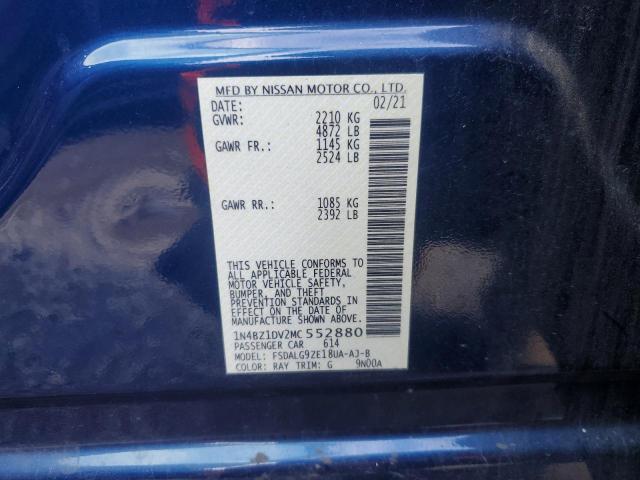 MFD BY NISSAN MOTOR CO., LTD.
DATE: 02/21
GVWR: 2210 KG
4872 LB
GAWR FR.: 1145 KG
2524 LB
GAWR RR.: 1085 KG
2392 LB
THIS VEHICLE CONFORMS TO
ALL APPLICABLE FEDERAL
MOTOR VEHICLE SAFETY,
BUMPER, AND THEFT
PREVENTION STANDARDS IN
EFFECT ON THE DATE OF
MANUFACTURE SHOWN ABOVE.
1N4BZ1DV2MC552880
PASSENGER CAR 614
MODEL: FSDALG9ZE18UA-AJ-B
COLOR: RAY TRIM: G 9N00A